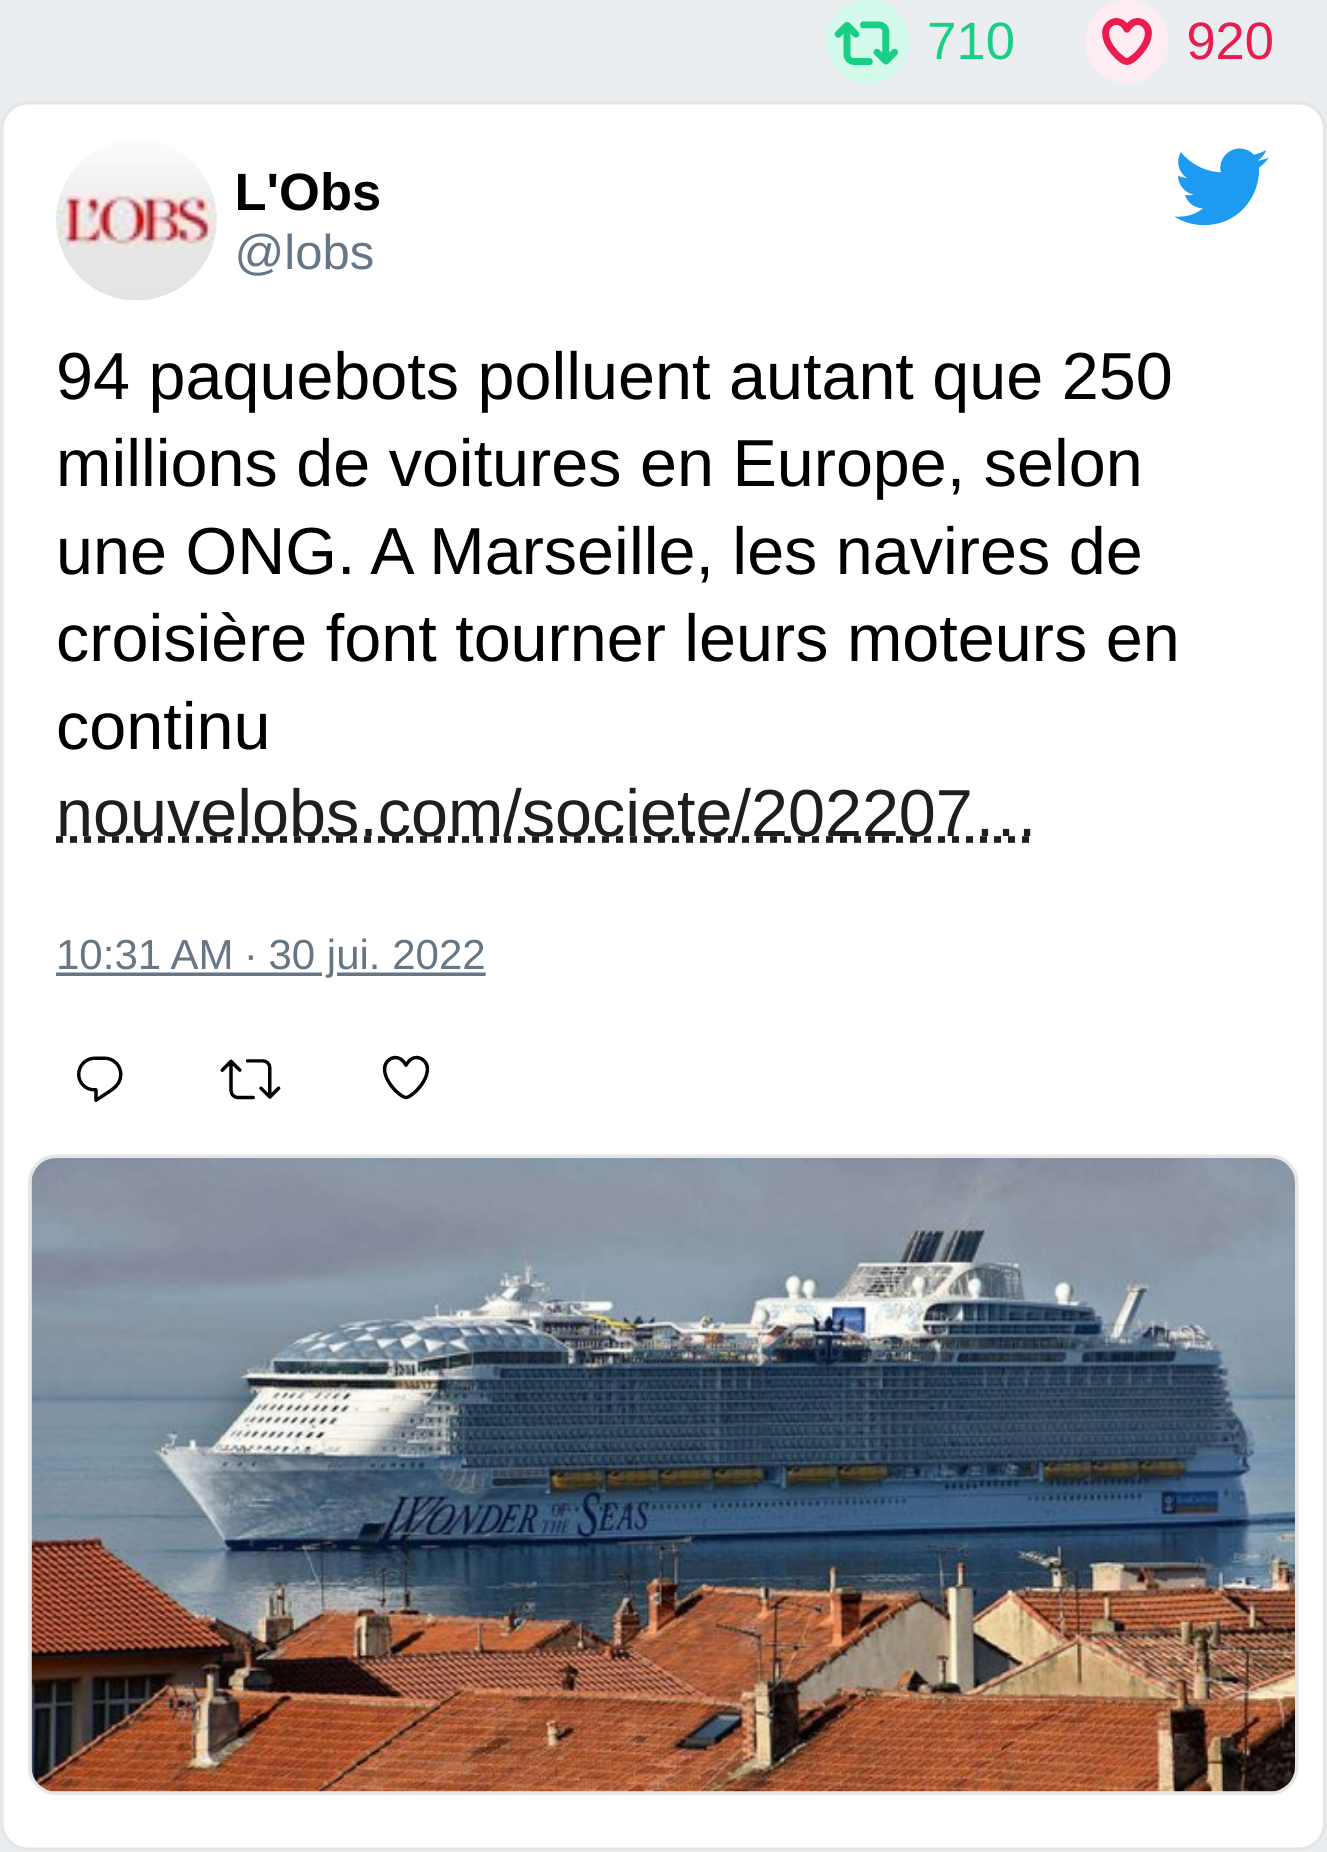 710 920
L'OBS
L'Obs
@lobs
94 paquebots polluent autant que 250
millions de voitures en Europe, selon
une ONG. A Marseille, les navires de
croisière font tourner leurs moteurs en
continu
nouvelobs.com/societe/202207…
10:31 AM · 30 jui. 2022
WONDER OF THE SEAS